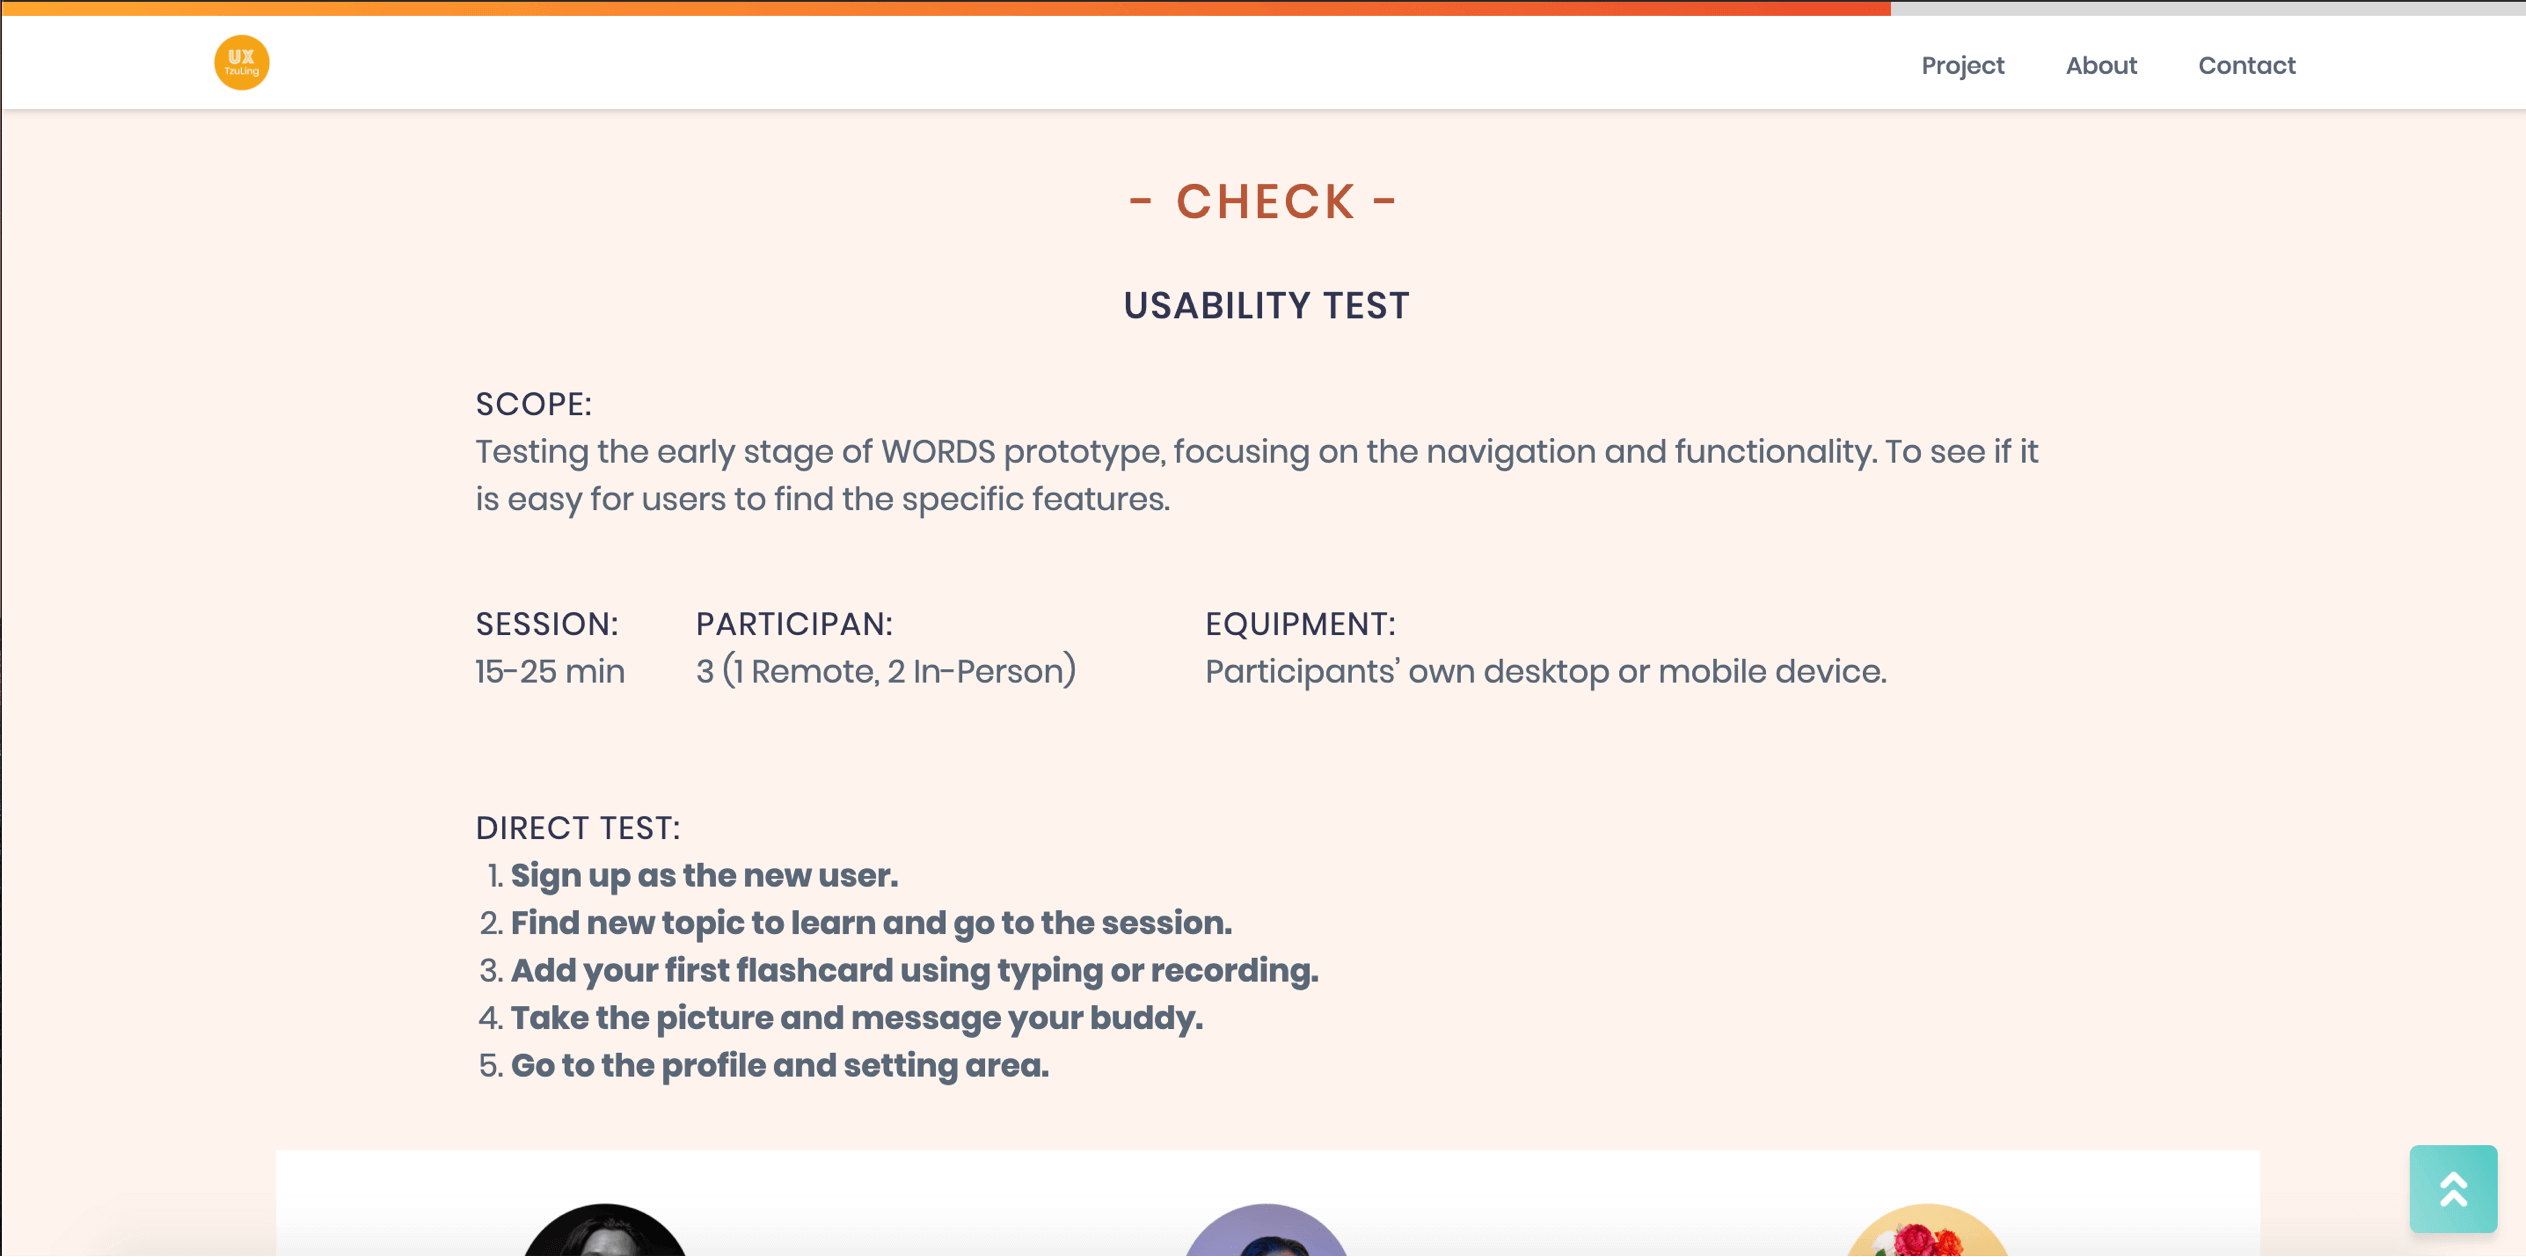 UX
TzuLing
Project About Contact
- CHECK -
USABILITY TEST
SCOPE:
Testing the early stage of WORDS prototype, focusing on the navigation and functionality. To see if it
is easy for users to find the specific features.
SESSION:
15-25 min
PARTICIPAN:
3 (1 Remote, 2 In-Person)
EQUIPMENT:
Participants’ own desktop or mobile device.
DIRECT TEST:
1. Sign up as the new user.
2. Find new topic to learn and go to the session.
3. Add your first flashcard using typing or recording.
4. Take the picture and message your buddy.
5. Go to the profile and setting area.